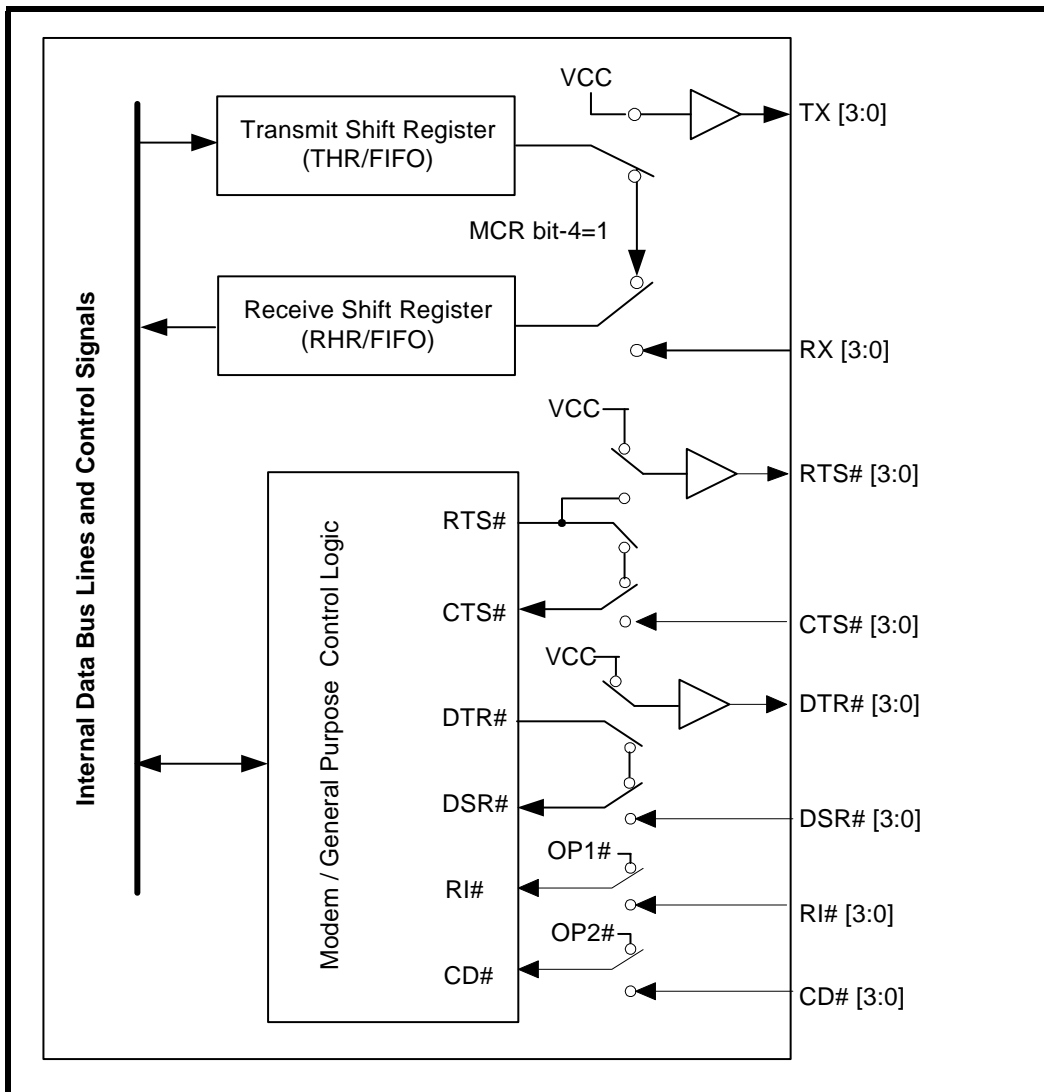 VCC
TX [3:0]
Transmit Shift Register
(THR/FIFO)
MCR bit-4=1
Receive Shift Register
(RHR/FIFO)
RX [3:0]
Internal Data Bus Lines and Control Signals
VCC
RTS# [3:0]
Modem / General Purpose Control Logic
RTS#
CTS#
CTS# [3:0]
VCC
DTR# [3:0]
DTR#
DSR#
DSR# [3:0]
OP1#
RI#
RI# [3:0]
OP2#
CD#
CD# [3:0]